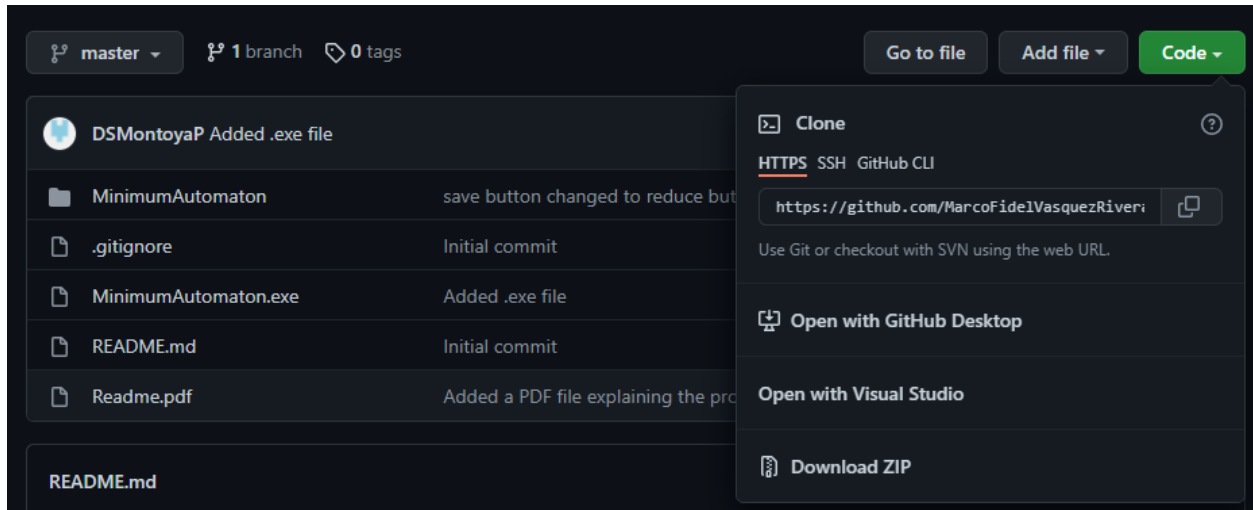 master 1 branch 0 tags Go to file Add file Code
DSMontoyaP Added .exe file
MinimumAutomaton save button changed to reduce but
.gitignore Initial commit
MinimumAutomaton.exe Added .exe file
README.md Initial commit
Readme.pdf Added a PDF file explaining the pro
README.md
Clone
HTTPS SSH GitHub CLI
https://github.com/MarcoFidelVasquezRivera
Use Git or checkout with SVN using the web URL.
Open with GitHub Desktop
Open with Visual Studio
Download ZIP